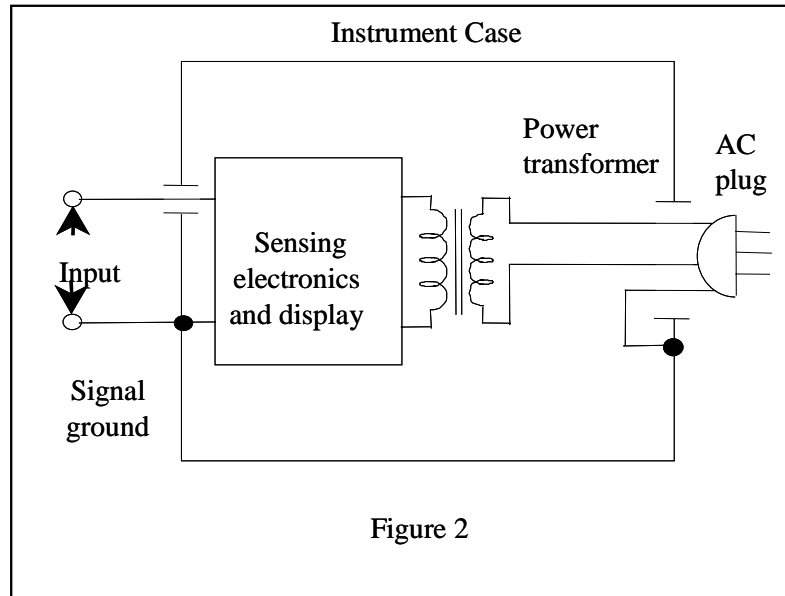 Instrument Case
Power
transformer
AC
plug
Sensing
electronics
and display
Input
Signal
ground
Figure 2